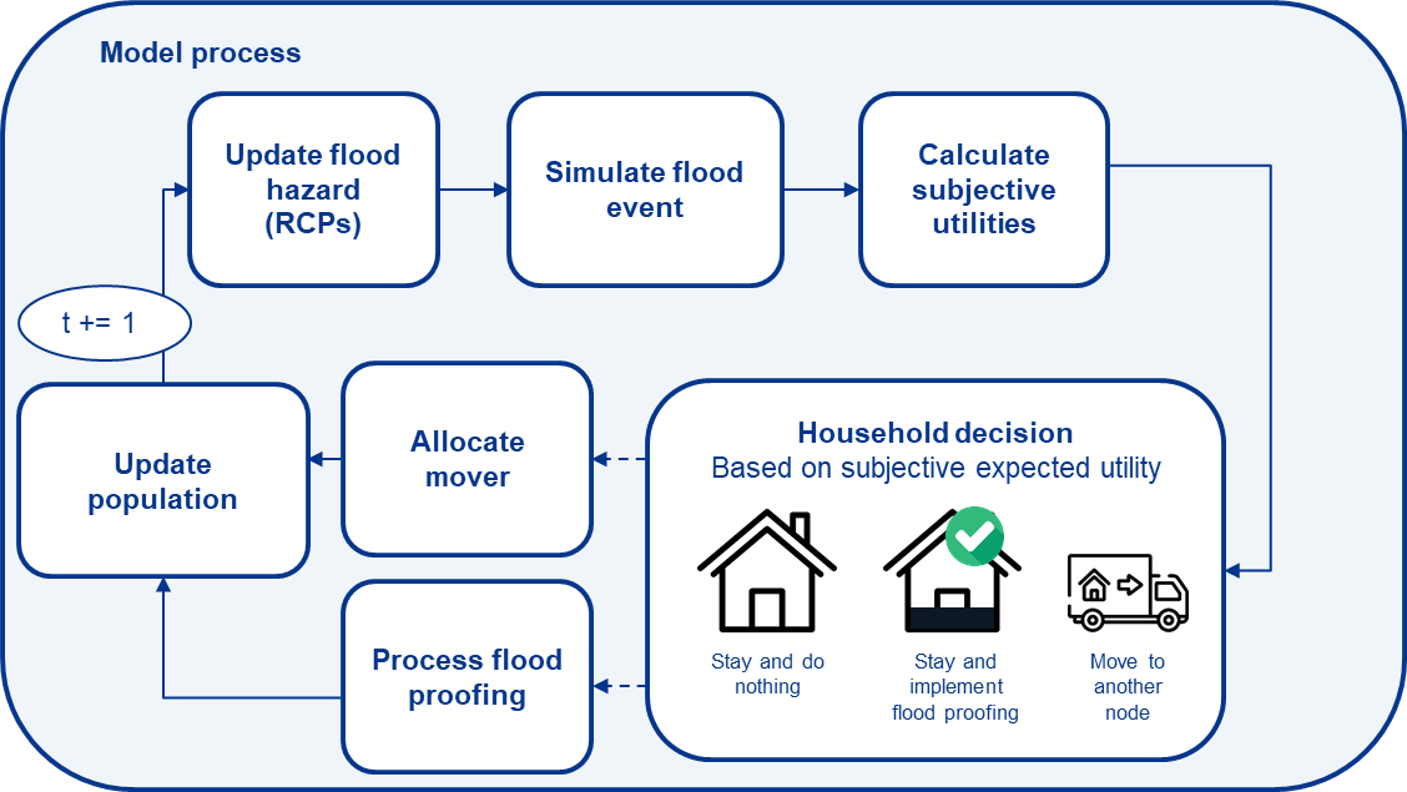 Model process
Update flood
hazard
(RCPs)
Simulate flood
event
Calculate
subjective
utilities
t += 1
Update
population
Allocate
mover
Process flood
proofing
Household decision
Based on subjective expected utility
Stay and do
nothing
Stay and
implement
flood proofing
Move to
another
node